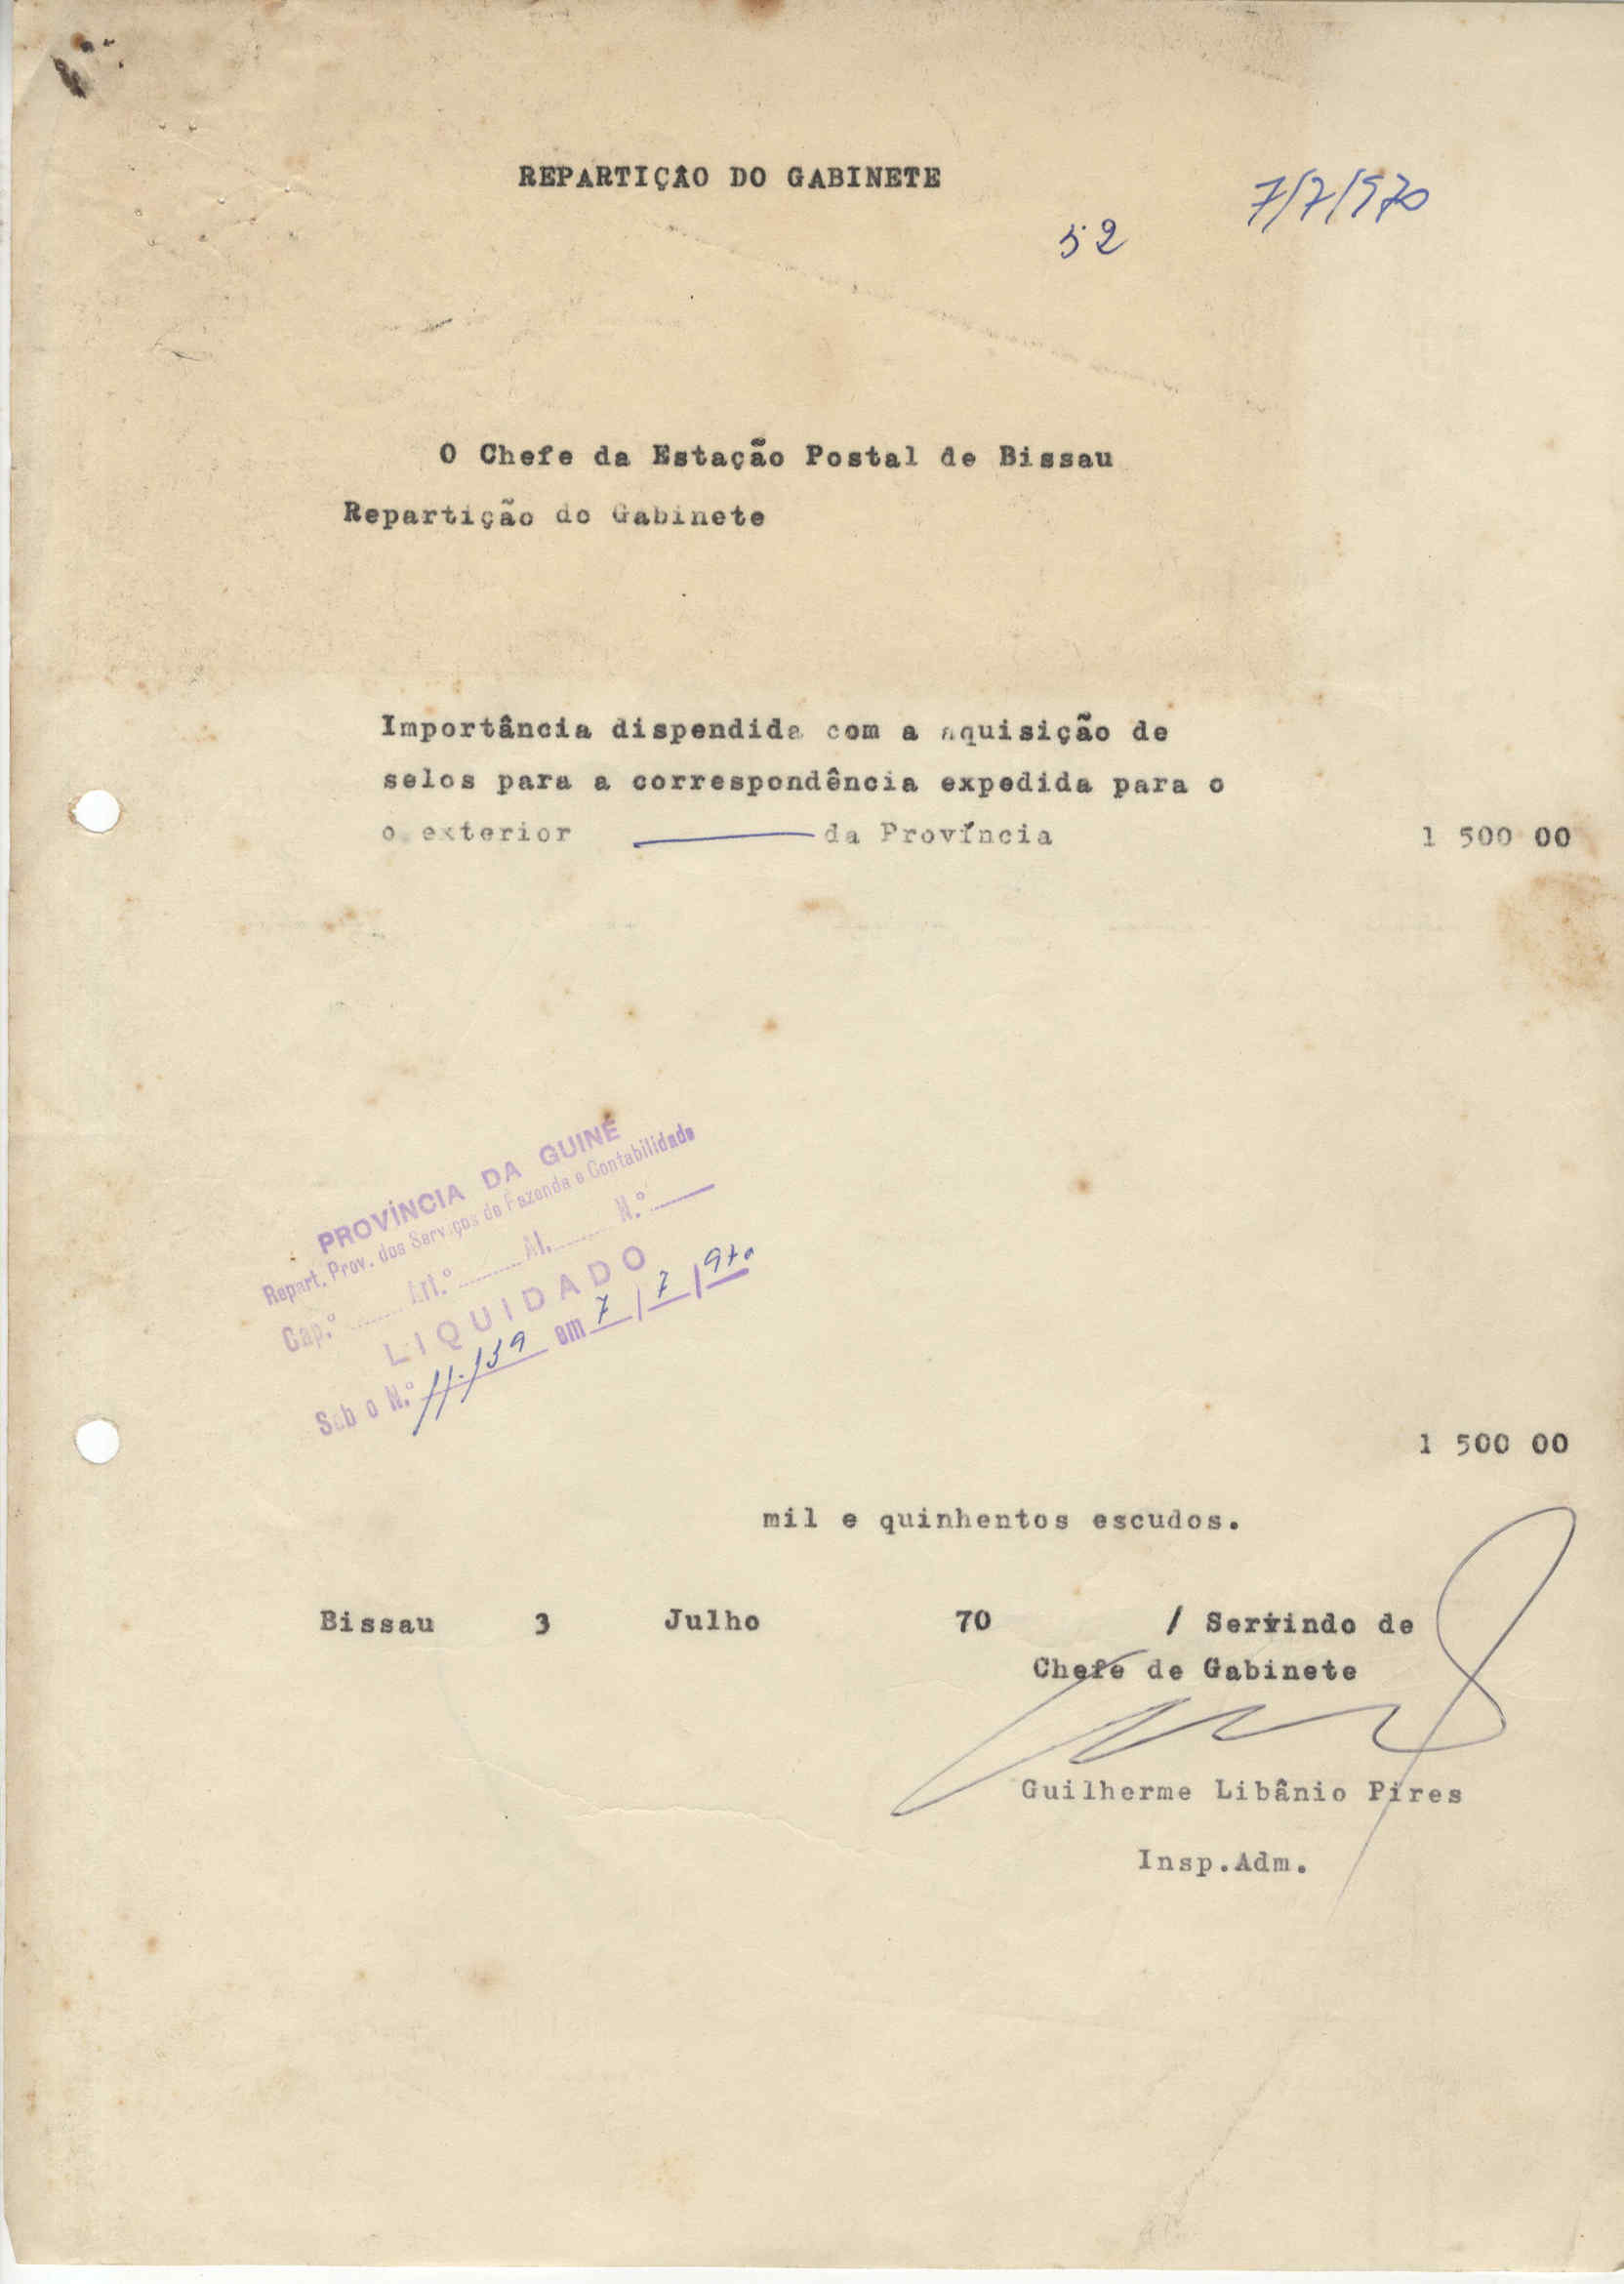 REPARTIÇÃO DO GABINETE
7/7/970
52
O Chefe da Estação Postal de Bissau
Repartição do Gabinete
Importância dispendida com a aquisição de
selos para a correspondência expedida para o
o exterior da Província 1 500 00
PROVÍNCIA DA GUINÉ
Repart. Prov. dos Serviços de Fazenda e Contabilidade
Cap.º Art.º Al. N.º
LIQUIDADO
Sob o N.º 11.139 em 7/7/970
1 500 00
mil e quinhentos escudos.
Bissau 3 Julho 70 / Servindo de
Chefe de Gabinete
Guilherme Libânio Pires
Insp.Adm.